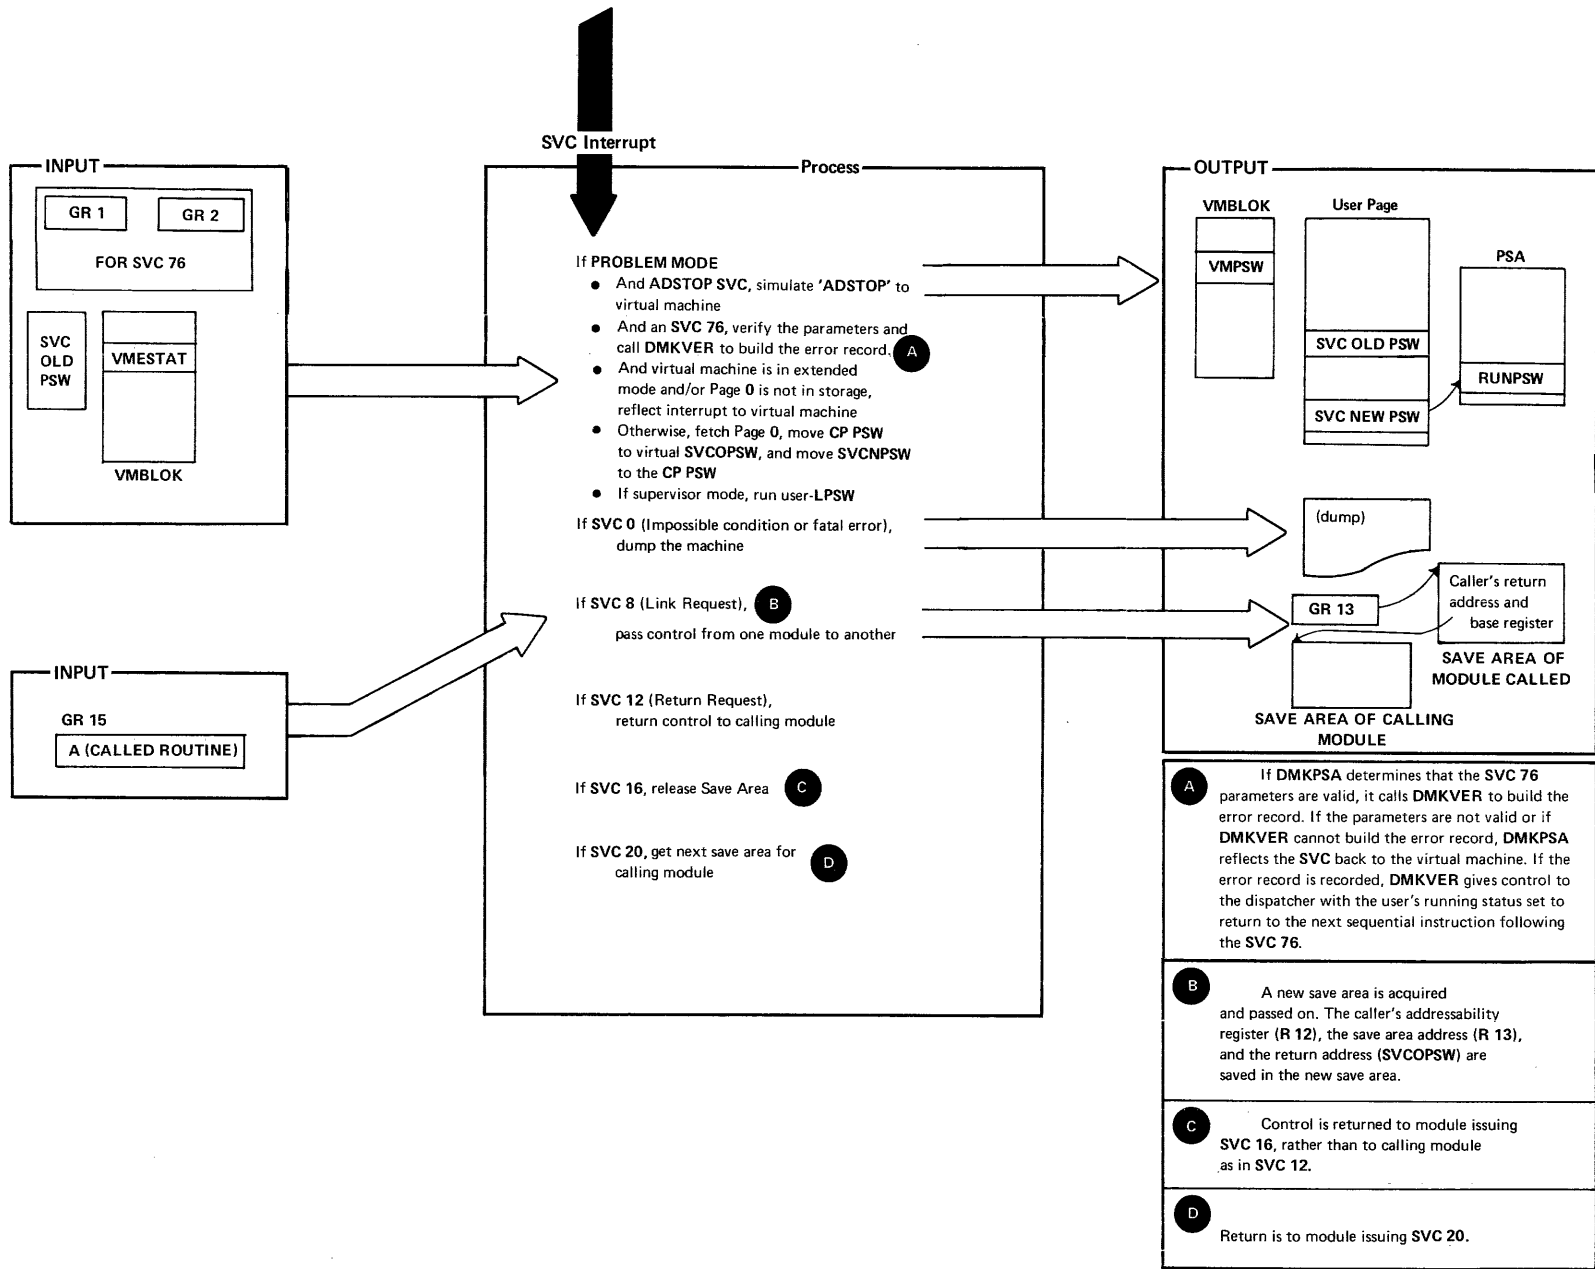 SVC Interrupt
INPUT
GR 1
GR 2
FOR SVC 76
SVC
OLD
PSW
VMESTAT
VMBLOK
INPUT
GR 15
A (CALLED ROUTINE)
Process
If PROBLEM MODE
● And ADSTOP SVC, simulate 'ADSTOP' to
virtual machine
● And an SVC 76, verify the parameters and
call DMKVER to build the error record. A
● And virtual machine is in extended
mode and/or Page 0 is not in storage,
reflect interrupt to virtual machine
● Otherwise, fetch Page 0, move CP PSW
to virtual SVCOPSW, and move SVCNPSW
to the CP PSW
● If supervisor mode, run user-LPSW
If SVC 0 (Impossible condition or fatal error),
dump the machine
If SVC 8 (Link Request), B
pass control from one module to another
If SVC 12 (Return Request),
return control to calling module
If SVC 16, release Save Area C
If SVC 20, get next save area for
calling module D
OUTPUT
VMBLOK
VMPSW
User Page
SVC OLD PSW
SVC NEW PSW
PSA
RUNPSW
(dump)
GR 13
Caller's return
address and
base register
SAVE AREA OF
MODULE CALLED
SAVE AREA OF CALLING
MODULE
A If DMKPSA determines that the SVC 76
parameters are valid, it calls DMKVER to build the
error record. If the parameters are not valid or if
DMKVER cannot build the error record, DMKPSA
reflects the SVC back to the virtual machine. If the
error record is recorded, DMKVER gives control to
the dispatcher with the user's running status set to
return to the next sequential instruction following
the SVC 76.
B A new save area is acquired
and passed on. The caller's addressability
register (R 12), the save area address (R 13),
and the return address (SVCOPSW) are
saved in the new save area.
C Control is returned to module issuing
SVC 16, rather than to calling module
as in SVC 12.
D
Return is to module issuing SVC 20.